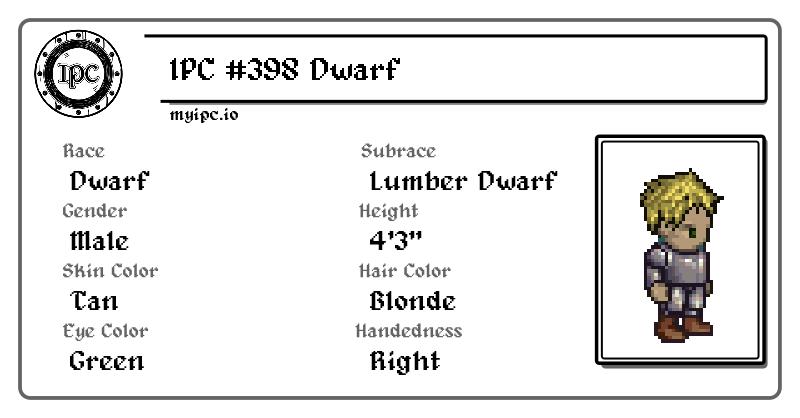 IPC
IPC #398 Dwarf
myipc.io
Race
Dwarf
Subrace
Lumber Dwarf
Gender
Male
Height
4'3"
Skin Color
Tan
Hair Color
Blonde
Eye Color
Green
Handedness
Right